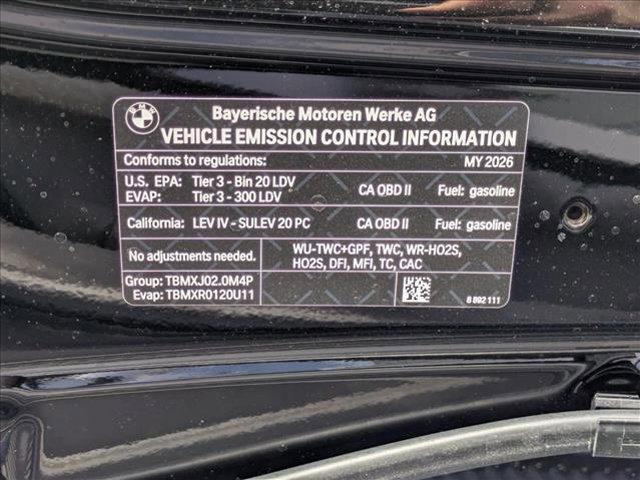 BMW
Bayerische Motoren Werke AG
VEHICLE EMISSION CONTROL INFORMATION
Conforms to regulations: MY 2026
U.S. EPA: Tier 3 - Bin 20 LDV CA OBD II Fuel: gasoline
EVAP: Tier 3 - 300 LDV
California: LEV IV - SULEV 20 PC CA OBD II Fuel: gasoline
No adjustments needed. WU-TWC+GPF, TWC, WR-HO2S,
HO2S, DFI, MFI, TC, CAC
Group: TBMXJ02.0M4P
Evap: TBMXR0120U11 8 892 111